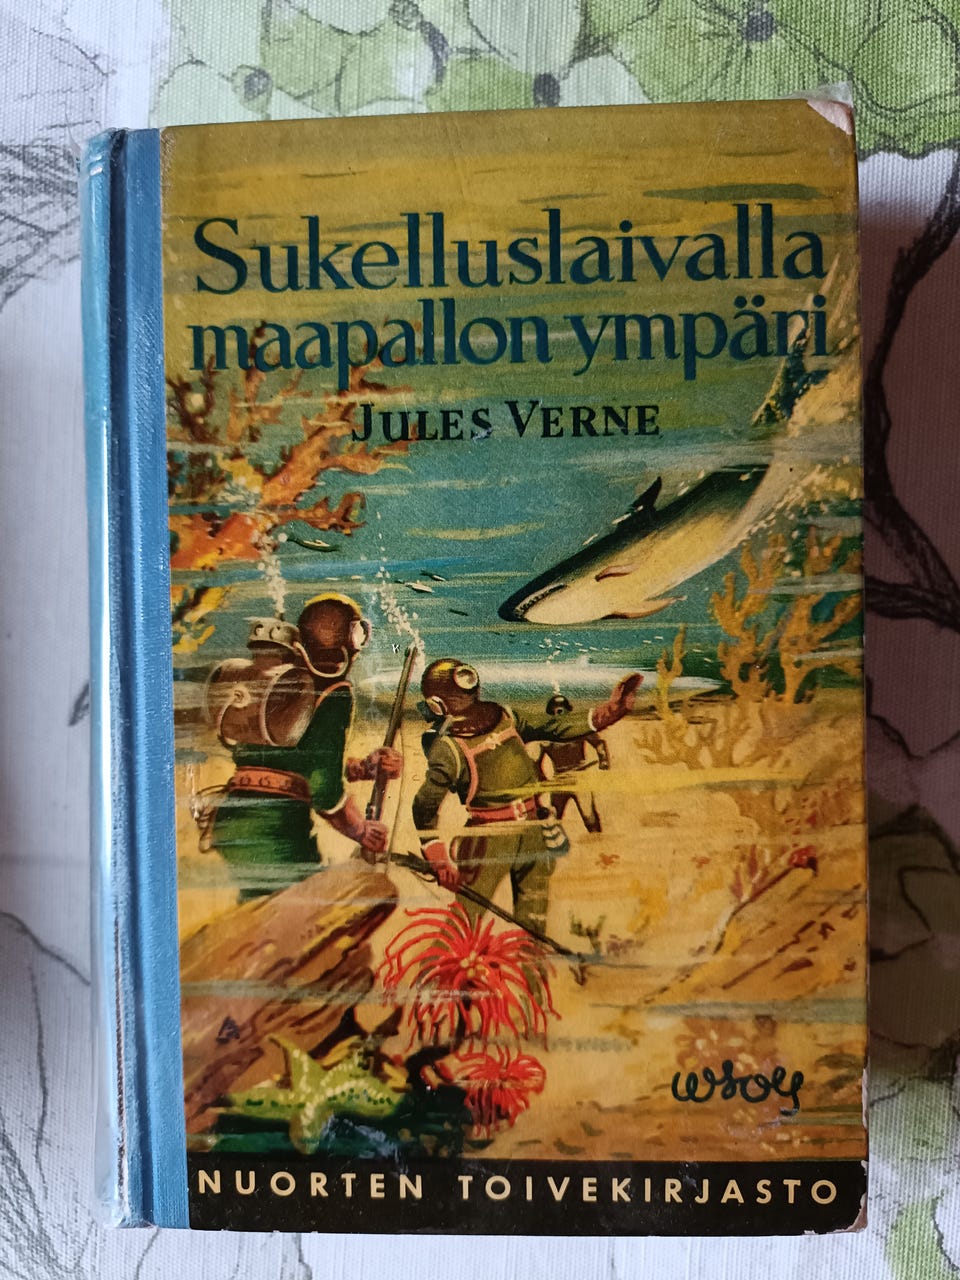 Sukelluslaivalla
maapallon ympäri
JULES VERNE
WSOY
NUORTEN TOIVEKIRJASTO